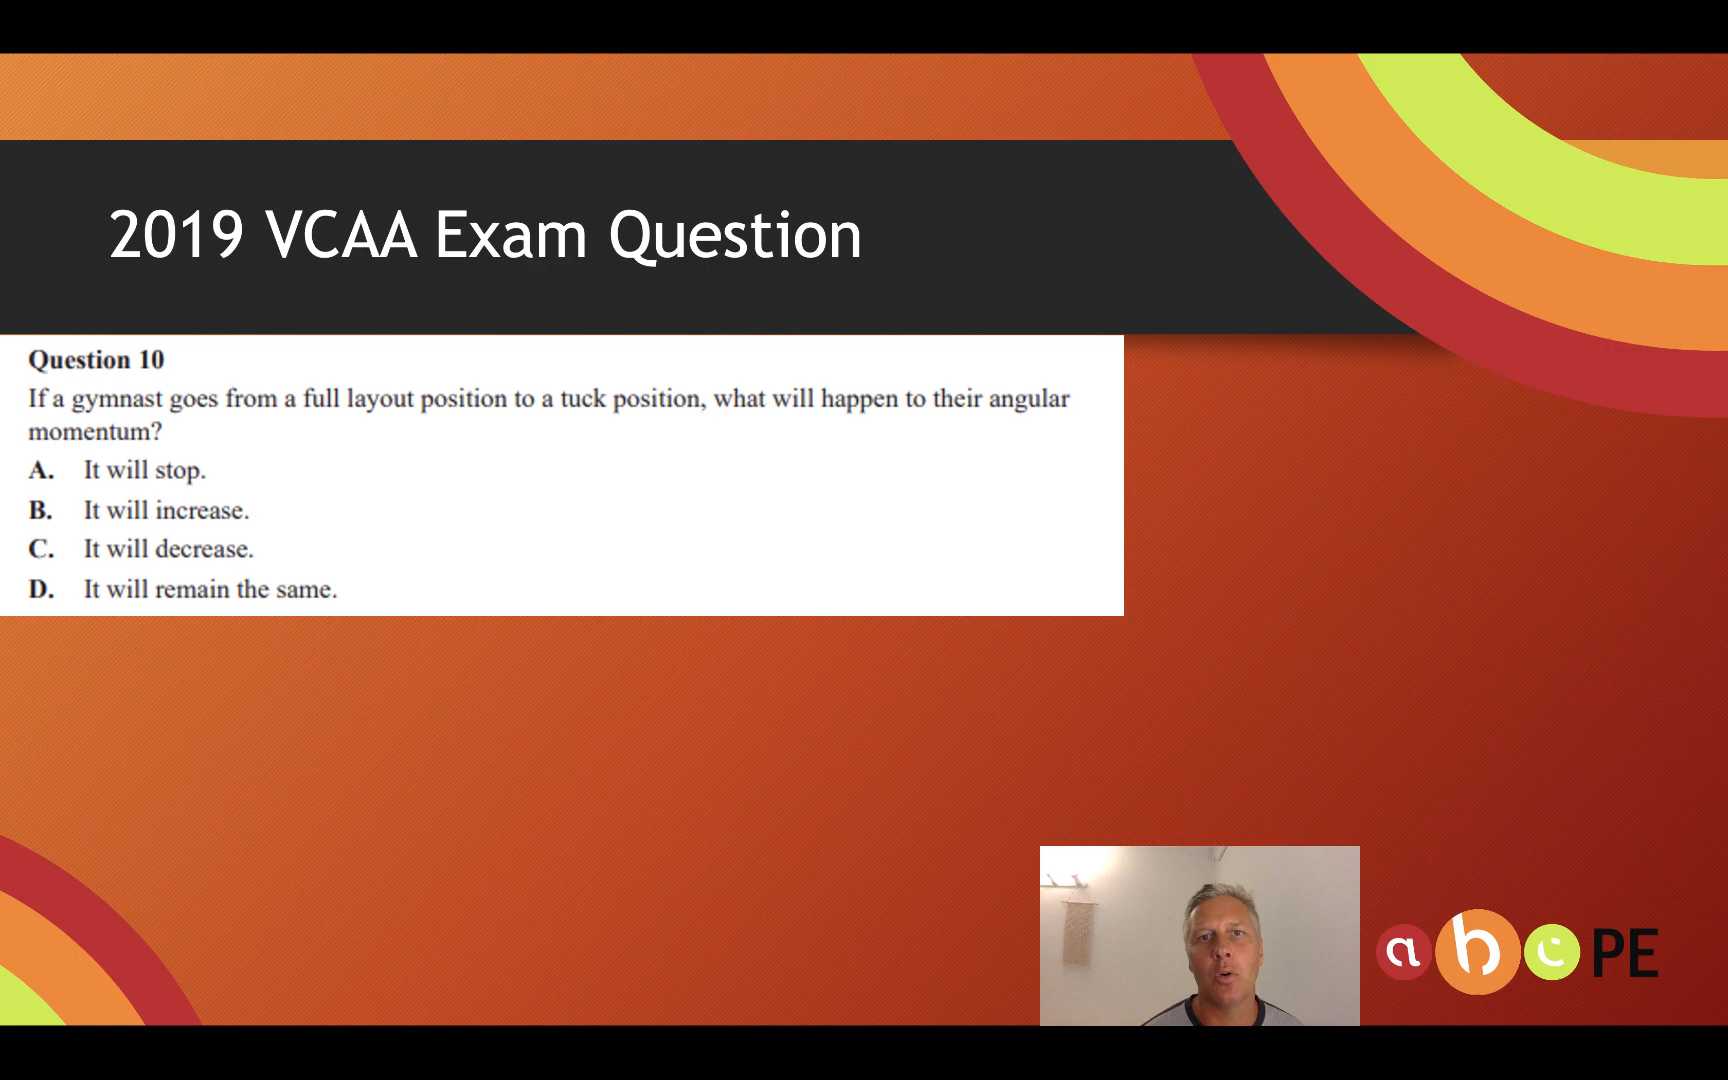 2019 VCAA Exam Question
Question 10
If a gymnast goes from a full layout position to a tuck position, what will happen to their angular
momentum?
A. It will stop.
B. It will increase.
C. It will decrease.
D. It will remain the same.
a b c PE